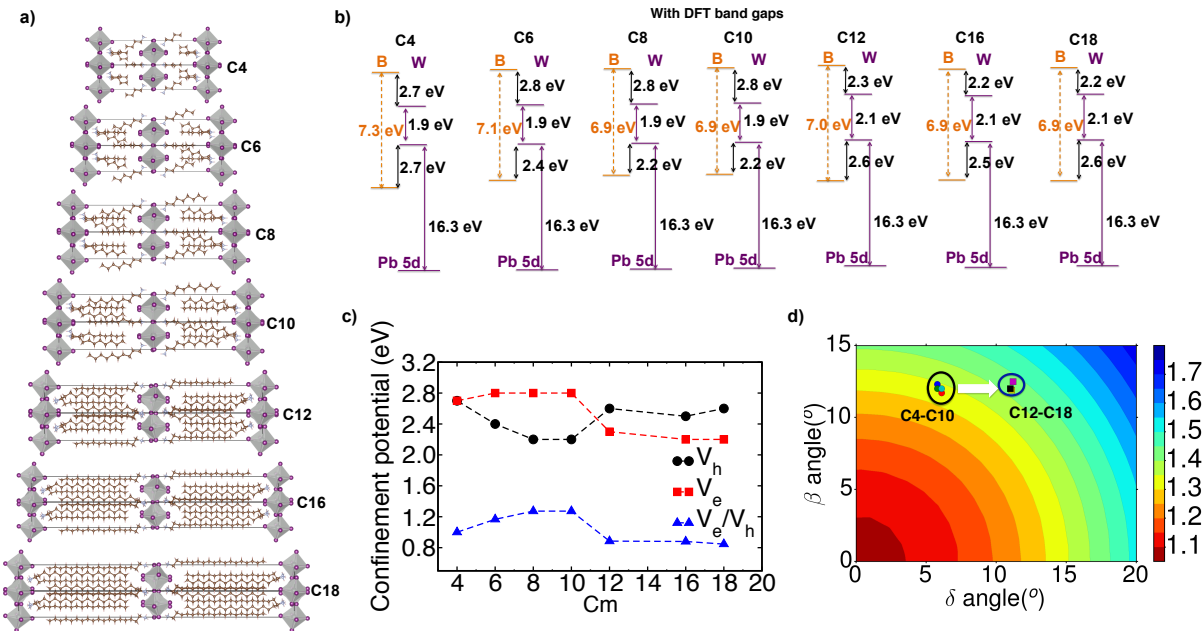 a)
C4
C6
C8
C10
C12
C16
C18
b)
With DFT band gaps
C4 C6 C8 C10 C12 C16 C18
B W B W B W B W B W B W B W
2.7 eV 2.8 eV 2.8 eV 2.8 eV 2.3 eV 2.2 eV 2.2 eV
7.3 eV 1.9 eV 7.1 eV 1.9 eV 6.9 eV 1.9 eV 6.9 eV 1.9 eV 7.0 eV 2.1 eV 6.9 eV 2.1 eV 6.9 eV 2.1 eV
2.7 eV 2.4 eV 2.2 eV 2.2 eV 2.6 eV 2.5 eV 2.6 eV
16.3 eV 16.3 eV 16.3 eV 16.3 eV 16.3 eV 16.3 eV 16.3 eV
Pb 5d Pb 5d Pb 5d Pb 5d Pb 5d Pb 5d Pb 5d
c)
Confinement potential (eV)
3.2
2.8
2.4
2.0
1.6
1.2
0.8
V_h
V_e
V_e/V_h
4 6 8 10 12 14 16 18 20
Cm
d)
β angle(°)
15
10
5
0
C4-C10
C12-C18
0 5 10 15 20
δ angle(°)
1.7
1.6
1.5
1.4
1.3
1.2
1.1